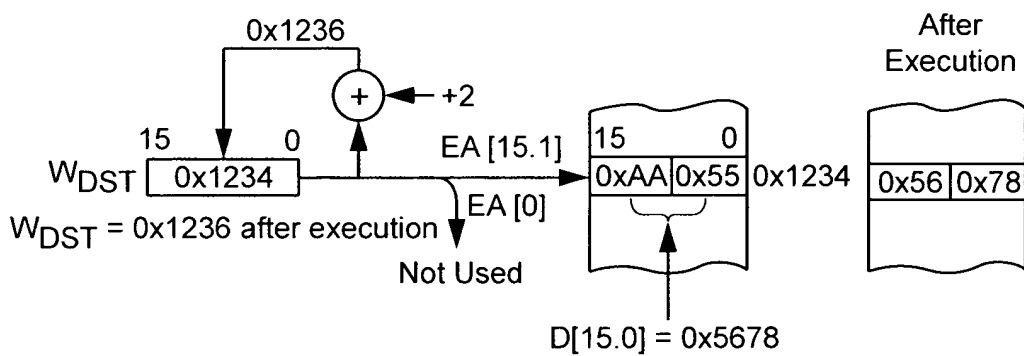 0x1236
After
Execution
+
+2
15
0
EA [15.1]
15
0
WDST
0x1234
0xAA
0x55
0x1234
0x56
0x78
EA [0]
WDST = 0x1236 after execution
Not Used
D[15.0] = 0x5678